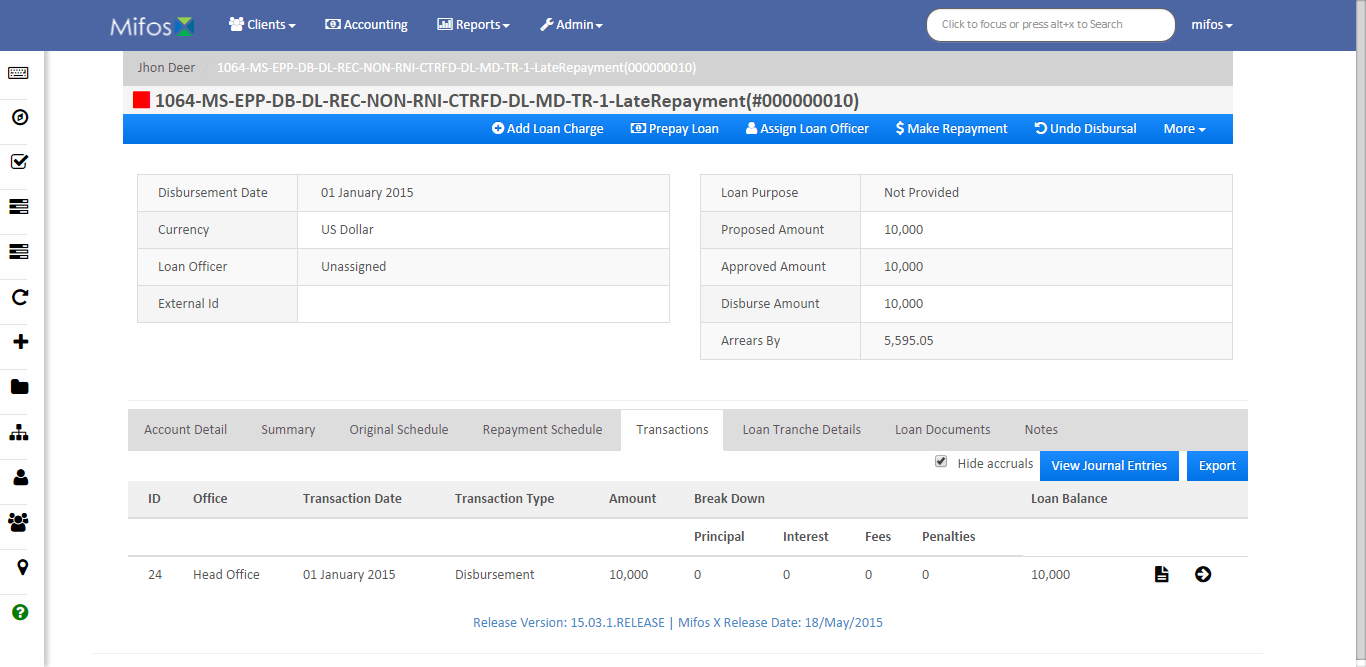 Mifos X Clients Accounting Reports Admin Click to focus or press alt+x to Search mifos
Jhon Deer / 1064-MS-EPP-DB-DL-REC-NON-RNI-CTRFD-DL-MD-TR-1-LateRepayment(000000010)
1064-MS-EPP-DB-DL-REC-NON-RNI-CTRFD-DL-MD-TR-1-LateRepayment(#000000010)
Add Loan Charge Prepay Loan Assign Loan Officer $ Make Repayment Undo Disbursal More
Disbursement Date 01 January 2015
Currency US Dollar
Loan Officer Unassigned
External Id
Loan Purpose Not Provided
Proposed Amount 10,000
Approved Amount 10,000
Disburse Amount 10,000
Arrears By 5,595.05
Account Detail Summary Original Schedule Repayment Schedule Transactions Loan Tranche Details Loan Documents Notes
Hide accruals View Journal Entries Export
ID Office Transaction Date Transaction Type Amount Break Down Loan Balance
Principal Interest Fees Penalties
24 Head Office 01 January 2015 Disbursement 10,000 0 0 0 0 10,000
Release Version: 15.03.1.RELEASE | Mifos X Release Date: 18/May/2015